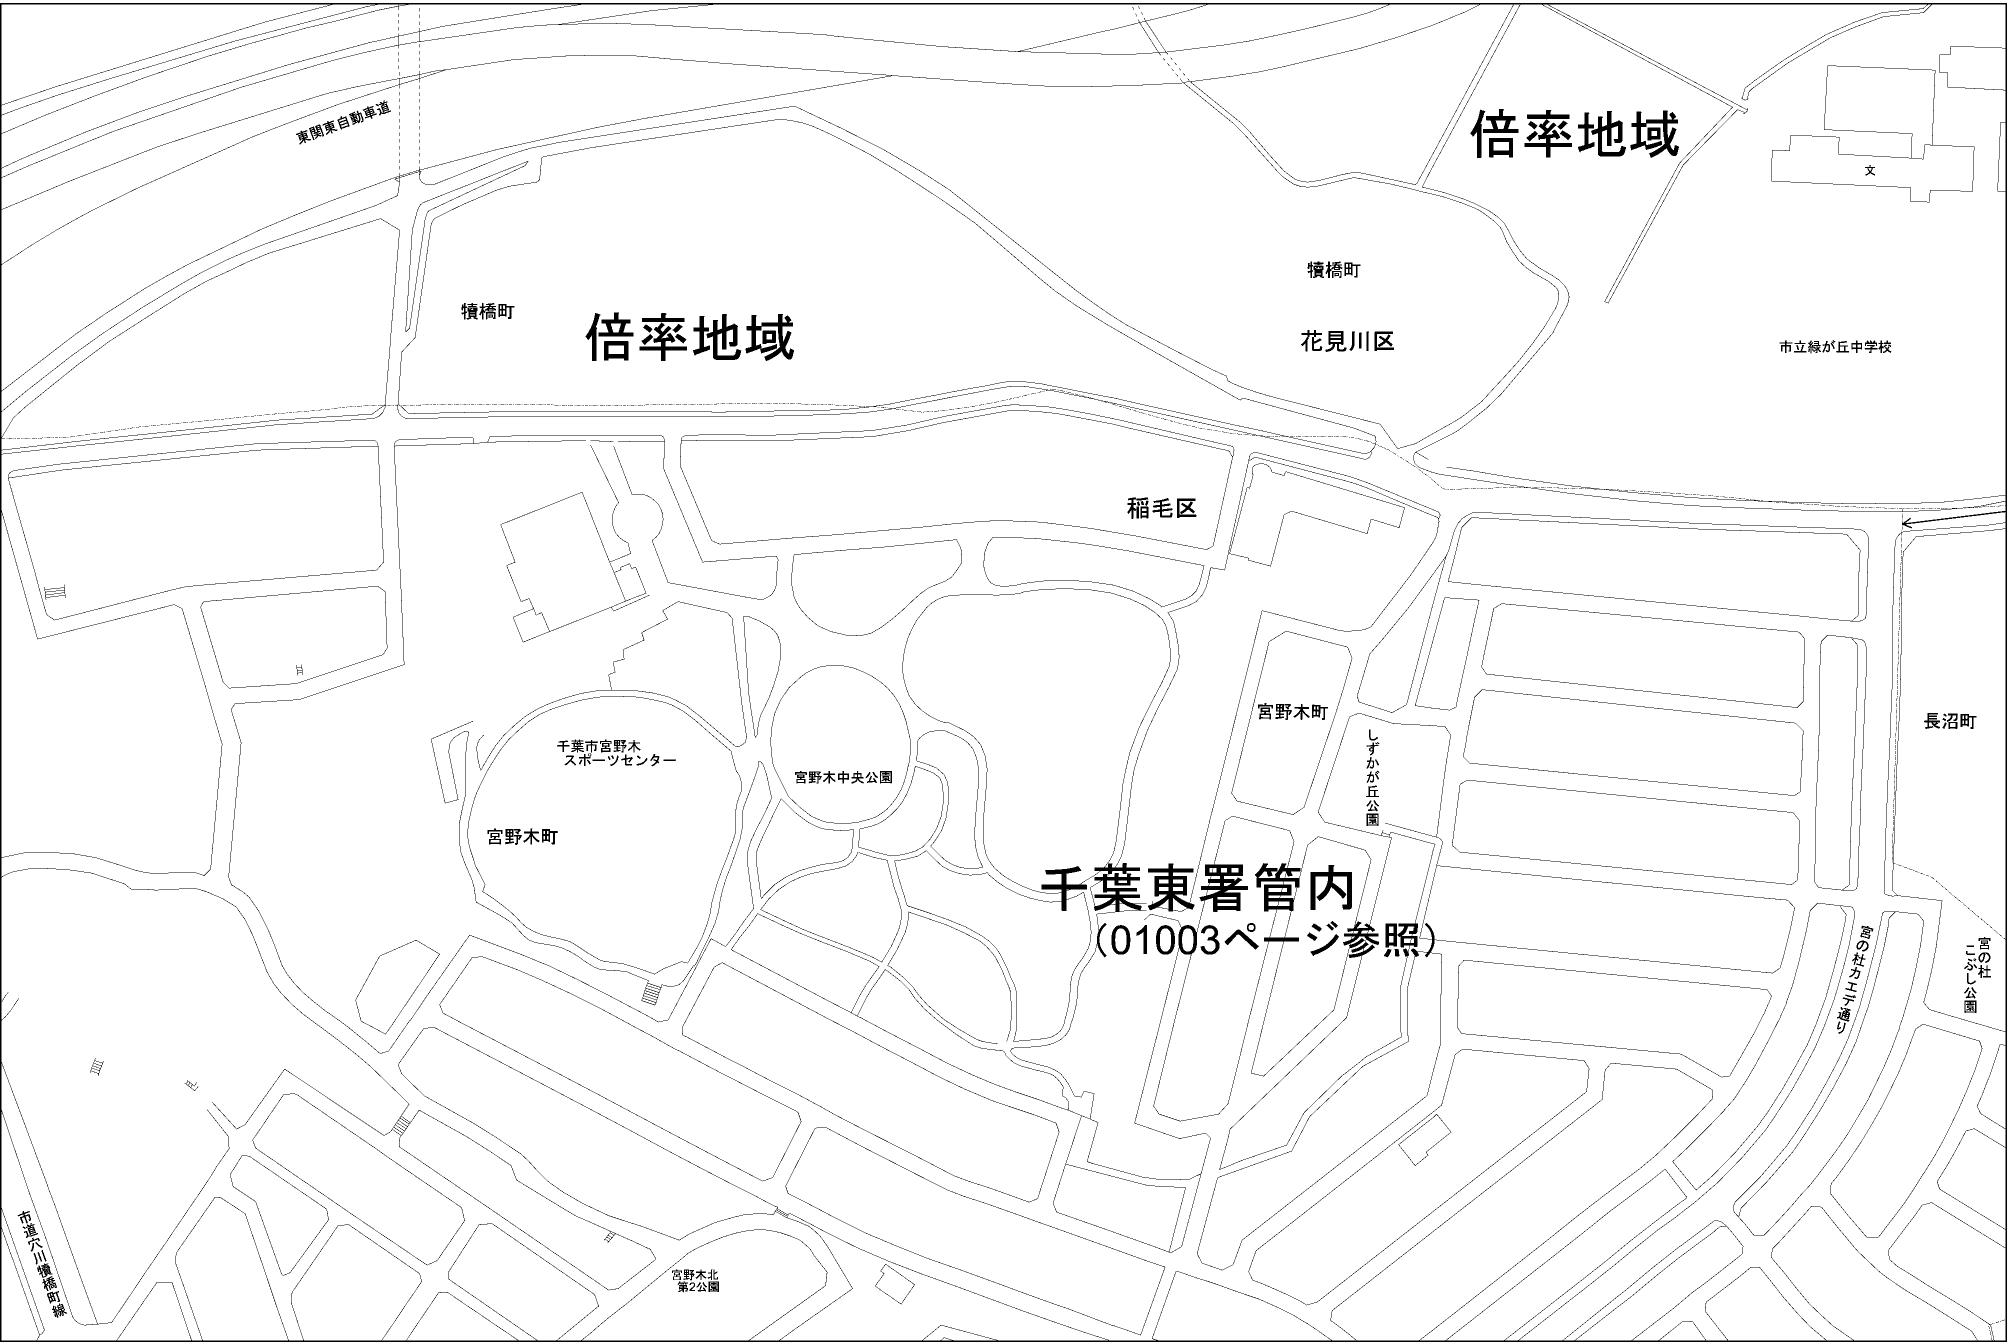 東関東自動車道
倍率地域
文
犢橋町
犢橋町
倍率地域
花見川区
市立緑が丘中学校
稲毛区
宮野木町
長沼町
しずかが丘公園
千葉市宮野木
スポーツセンター
宮野木中央公園
宮野木町
千葉東署管内
(01003ページ参照)
宮の杜カエデ通り
宮の杜
こぶし公園
市道穴川犢橋町線
宮野木北
第2公園